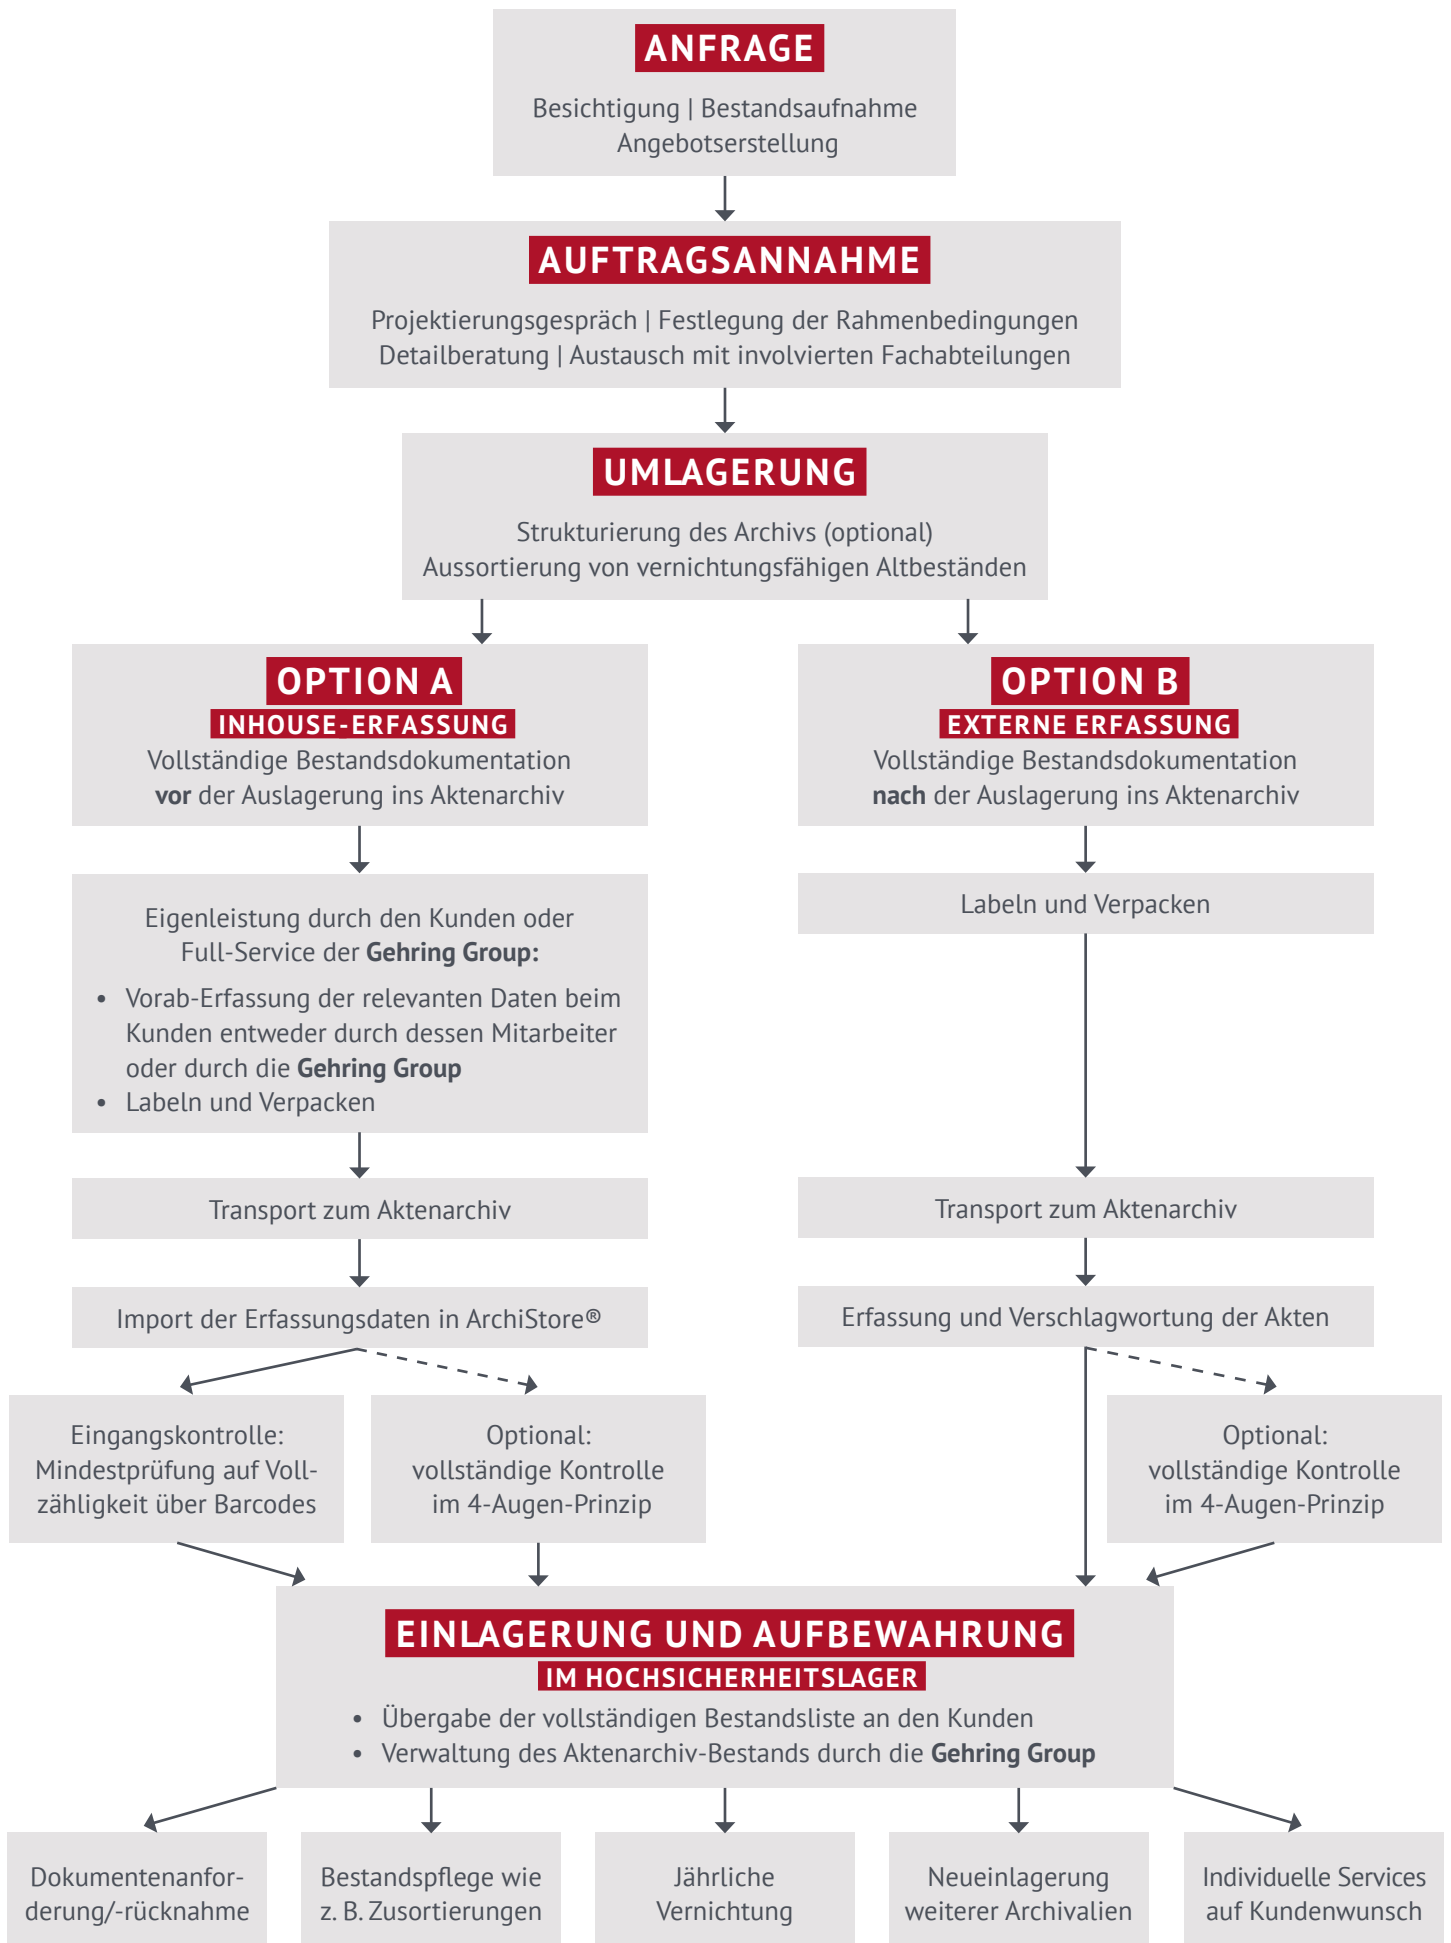 ANFRAGE
Besichtigung | Bestandsaufnahme
Angebotserstellung
AUFTRAGSANNAHME
Projektierungsgespräch | Festlegung der Rahmenbedingungen
Detailberatung | Austausch mit involvierten Fachabteilungen
UMLAGERUNG
Strukturierung des Archivs (optional)
Aussortierung von vernichtungsfähigen Altbeständen
OPTION A
INHOUSE-ERFASSUNG
Vollständige Bestandsdokumentation
vor der Auslagerung ins Aktenarchiv
Eigenleistung durch den Kunden oder
Full-Service der Gehring Group:
• Vorab-Erfassung der relevanten Daten beim
Kunden entweder durch dessen Mitarbeiter
oder durch die Gehring Group
• Labeln und Verpacken
Transport zum Aktenarchiv
Import der Erfassungsdaten in ArchiStore®
Eingangskontrolle:
Mindestprüfung auf Voll-
zähligkeit über Barcodes
Optional:
vollständige Kontrolle
im 4-Augen-Prinzip
OPTION B
EXTERNE ERFASSUNG
Vollständige Bestandsdokumentation
nach der Auslagerung ins Aktenarchiv
Labeln und Verpacken
Transport zum Aktenarchiv
Erfassung und Verschlagwortung der Akten
Optional:
vollständige Kontrolle
im 4-Augen-Prinzip
EINLAGERUNG UND AUFBEWAHRUNG
IM HOCHSICHERHEITSLAGER
• Übergabe der vollständigen Bestandsliste an den Kunden
• Verwaltung des Aktenarchiv-Bestands durch die Gehring Group
Dokumentenanfor-
derung/-rücknahme
Bestandspflege wie
z. B. Zusortierungen
Jährliche
Vernichtung
Neueinlagerung
weiterer Archivalien
Individuelle Services
auf Kundenwunsch